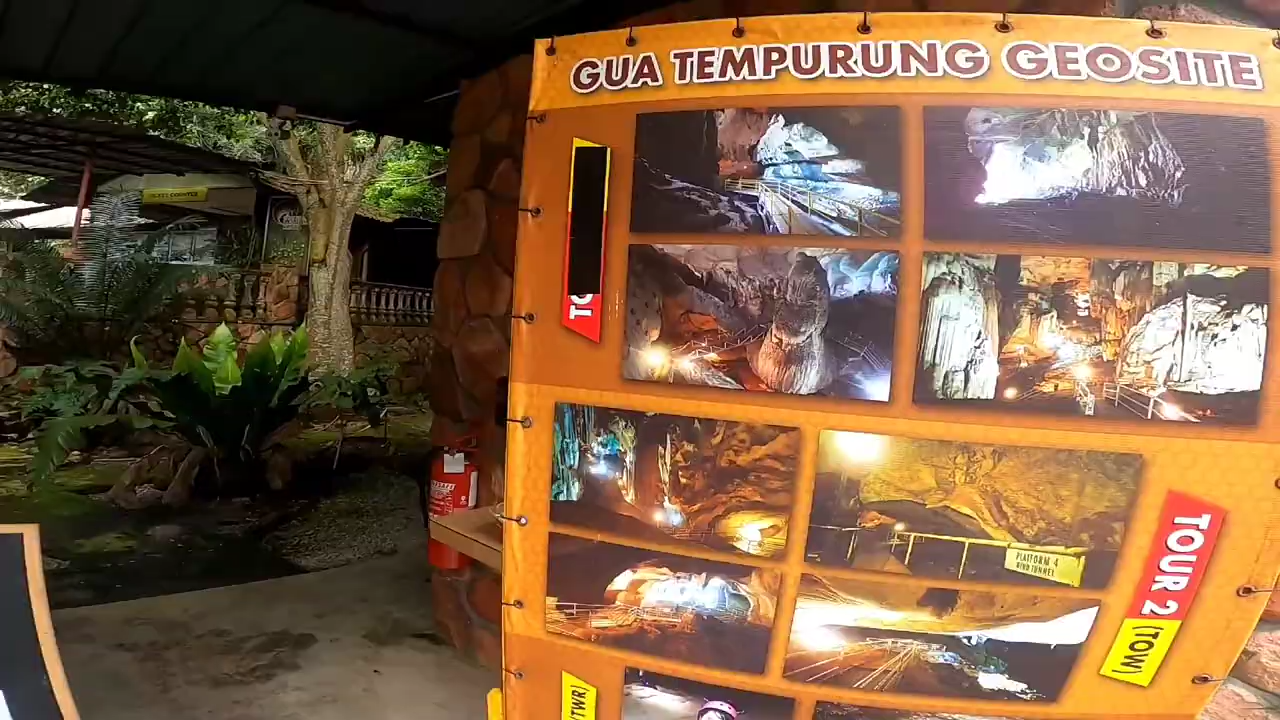 GUA TEMPURUNG GEOSITE
TICKET COUNTER
TO
PLATFORM 4
WIND TUNNEL
TOUR 2
(TOW)
/TWR)